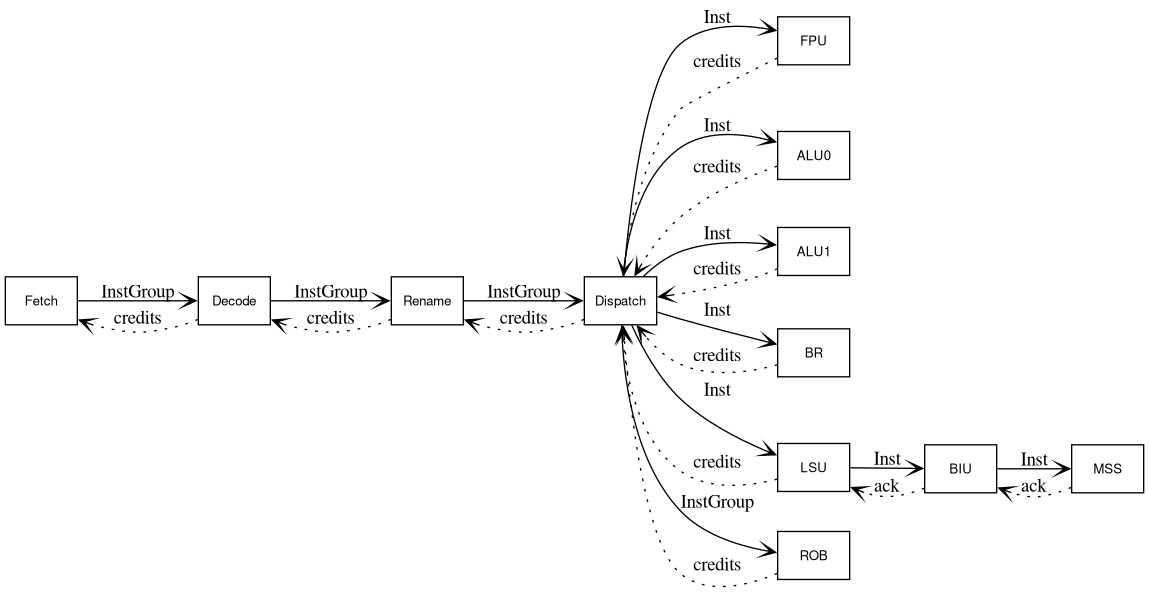 Inst
FPU
credits
Inst
ALU0
credits
Inst
ALU1
credits
Fetch
InstGroup
credits
Decode
InstGroup
credits
Rename
InstGroup
credits
Dispatch
Inst
BR
credits
Inst
LSU
credits
Inst
ack
BIU
Inst
ack
MSS
InstGroup
ROB
credits